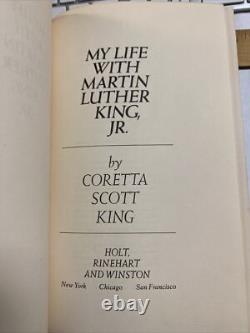 MY LIFE
WITH
MARTIN
LUTHER
KING,
JR.
by
CORETTA
SCOTT
KING
HOLT,
RINEHART
AND WINSTON
New York Chicago San Francisco